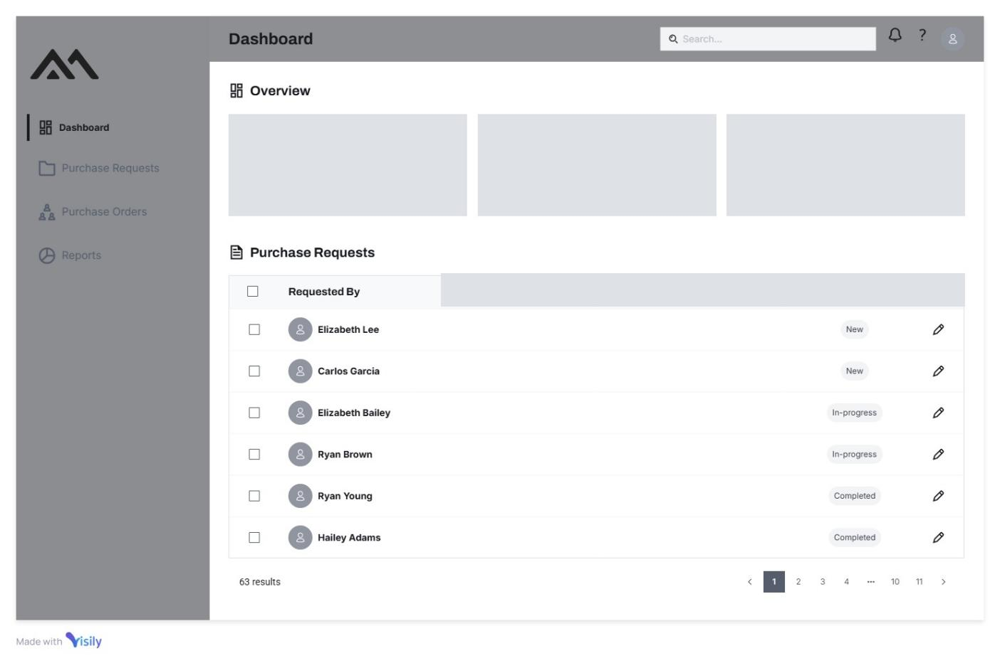 Dashboard
Search...
?
Dashboard
Purchase Requests
Purchase Orders
Reports
Overview
Purchase Requests
Requested By
Elizabeth Lee New
Carlos Garcia New
Elizabeth Bailey In-progress
Ryan Brown In-progress
Ryan Young Completed
Hailey Adams Completed
63 results < 1 2 3 4 ... 10 11 >
Made with Visily